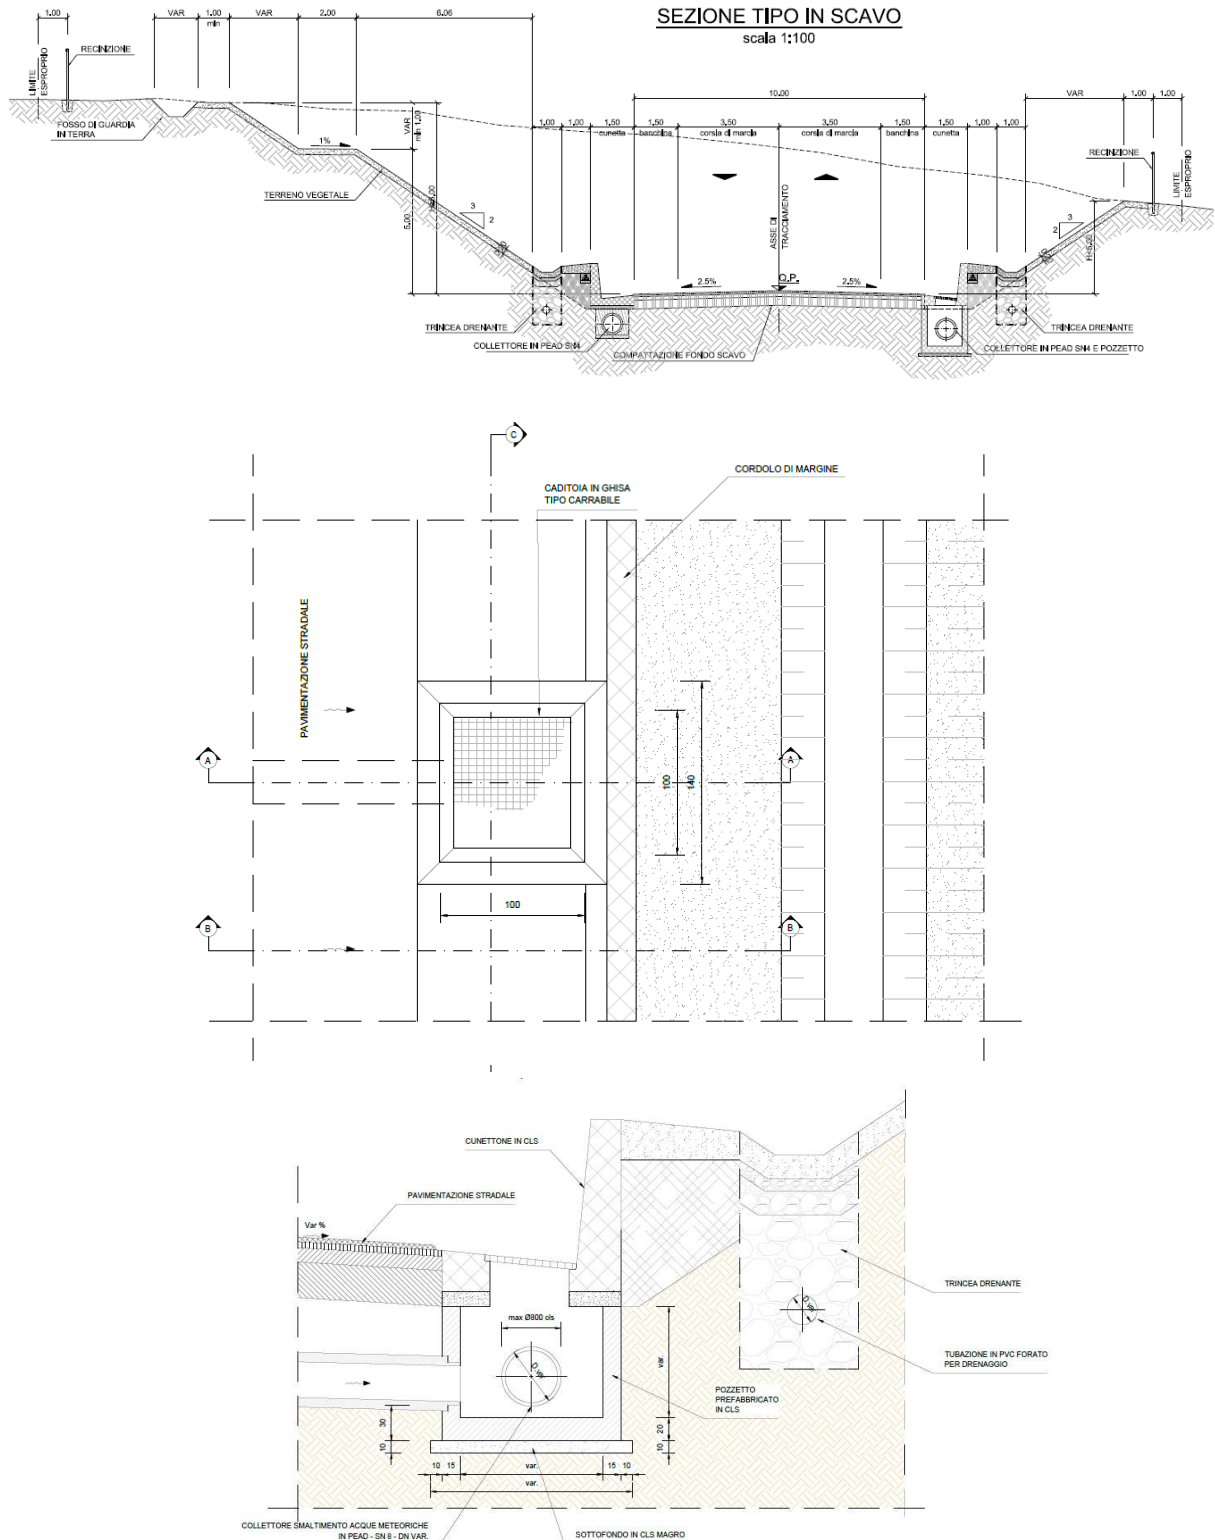 SEZIONE TIPO IN SCAVO
scala 1:100
1.00
VAR
1.00
min
VAR
2.00
6.06
LIMITE
ESPROPRIO
RECINZIONE
FOSSO DI GUARDIA
IN TERRA
1%
TERRENO VEGETALE
3
2
VAR
min 1.00
5.00
10.00
1,00
1,00
1,50
1,50
3,50
3,50
1,50
1,50
1,00
1,00
cunetta
banchina
corsia di marcia
corsia di marcia
banchina
cunetta
VAR
1.00
1.00
RECINZIONE
LIMITE
ESPROPRIO
3
2
H<5.00
ASSE DI
TRACCIAMENTO
Q.P.
2.5%
2.5%
TRINCEA DRENANTE
COLLETTORE IN PEAD SN4
COMPATTAZIONE FONDO SCAVO
TRINCEA DRENANTE
COLLETTORE IN PEAD SN4 E POZZETTO
C
CORDOLO DI MARGINE
CADITOIA IN GHISA
TIPO CARRABILE
PAVIMENTAZIONE STRADALE
A
A
100
140
100
B
B
CUNETTONE IN CLS
PAVIMENTAZIONE STRADALE
Var %
TRINCEA DRENANTE
max Ø800 cls
D. var
D. var
var.
TUBAZIONE IN PVC FORATO
PER DRENAGGIO
POZZETTO
PREFABBRICATO
IN CLS
30
10
20
10
10
15
var.
15
10
var.
COLLETTORE SMALTIMENTO ACQUE METEORICHE
IN PEAD - SN 8 - DN VAR.
SOTTOFONDO IN CLS MAGRO